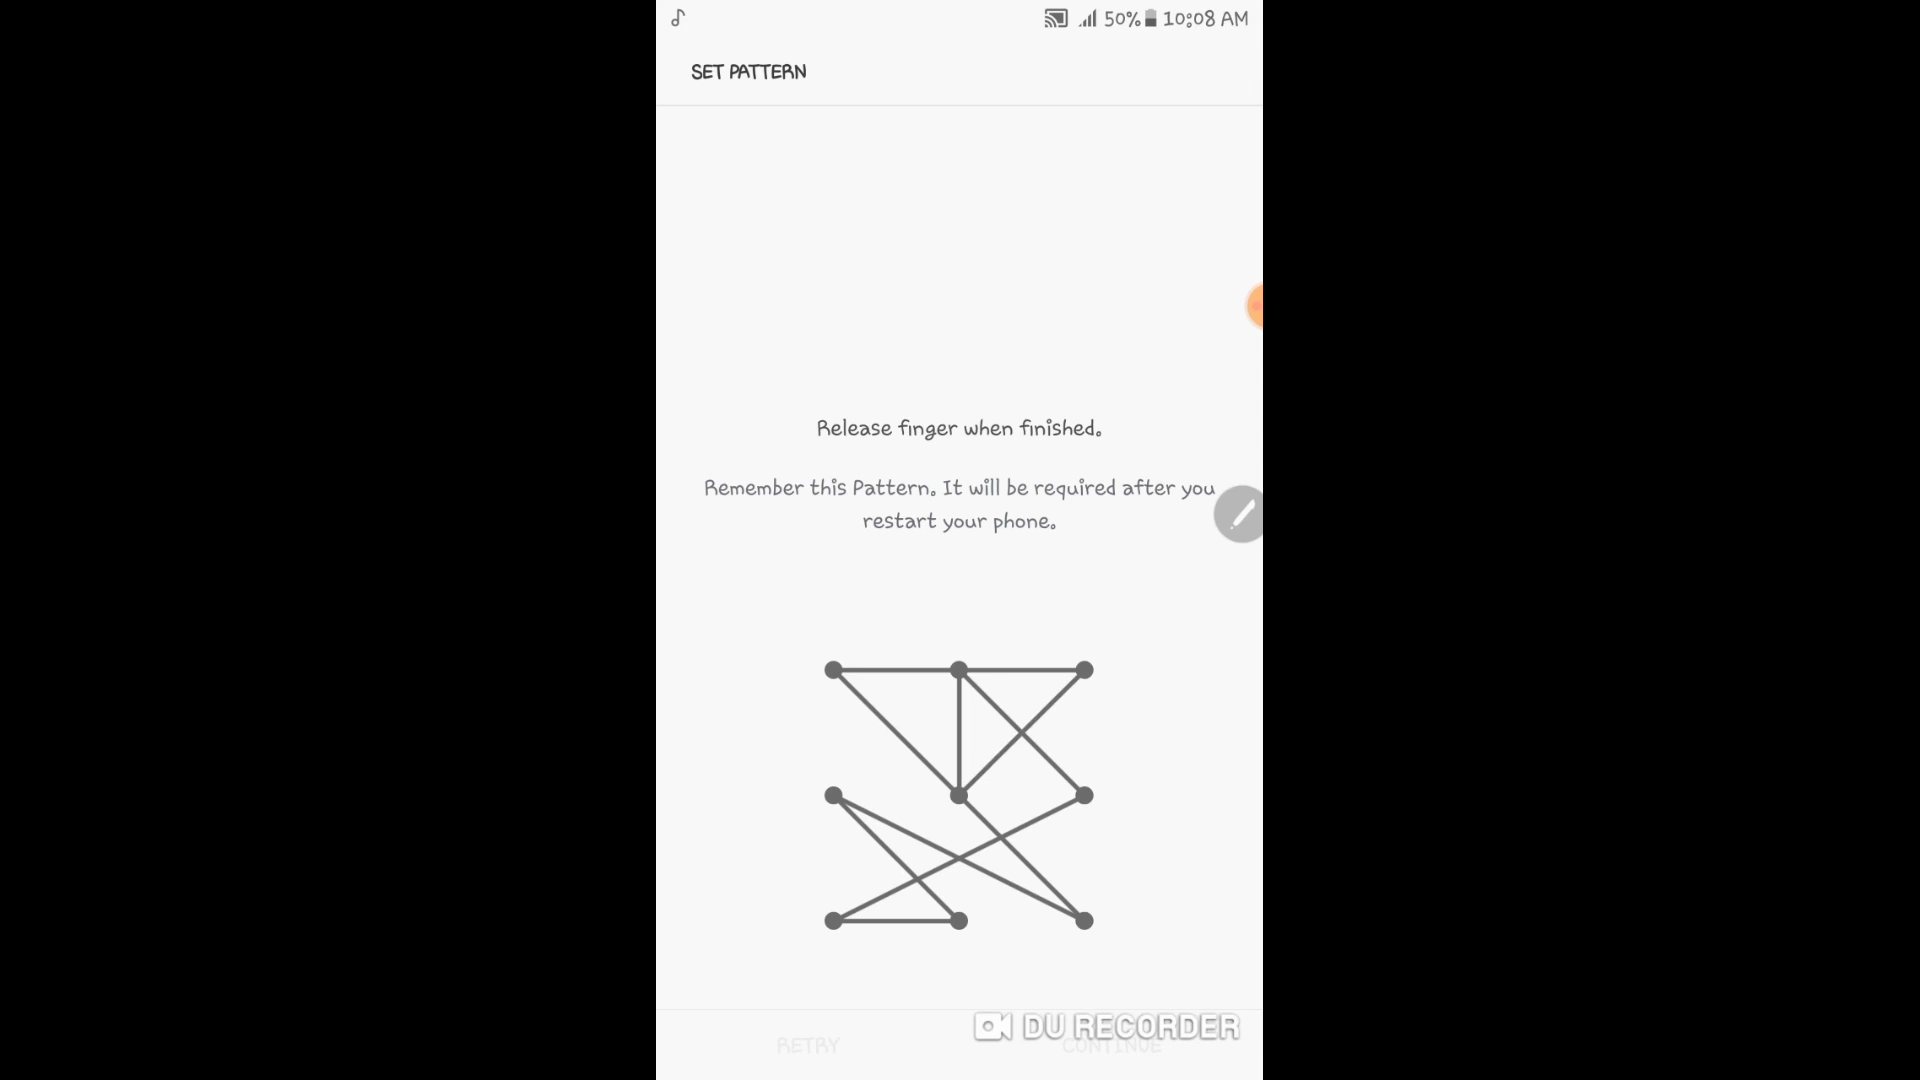 50% 10:08 AM
SET PATTERN
Release finger when finished.
Remember this Pattern. It will be required after you
restart your phone.
DU RECORDER
RETRY CONTINUE